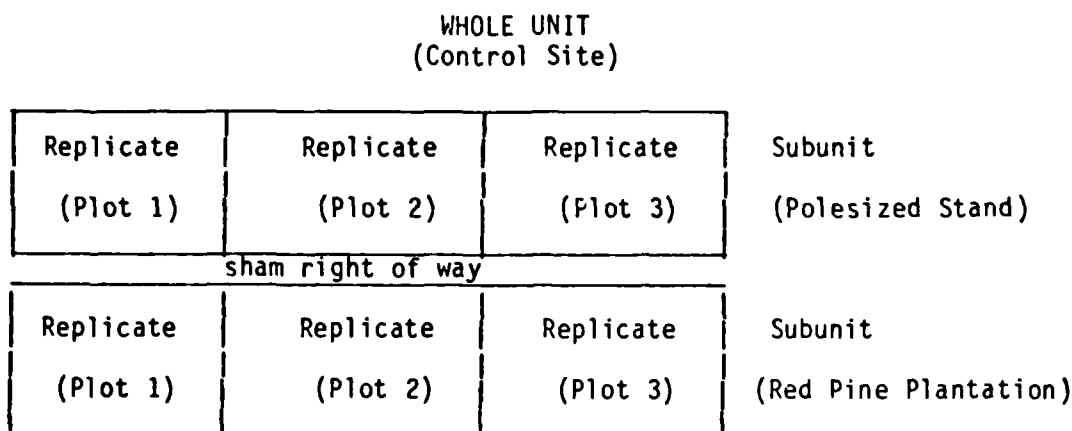 WHOLE UNIT
(Control Site)
Replicate Replicate Replicate Subunit
(Plot 1) (Plot 2) (Plot 3) (Polesized Stand)
sham right of way
Replicate Replicate Replicate Subunit
(Plot 1) (Plot 2) (Plot 3) (Red Pine Plantation)